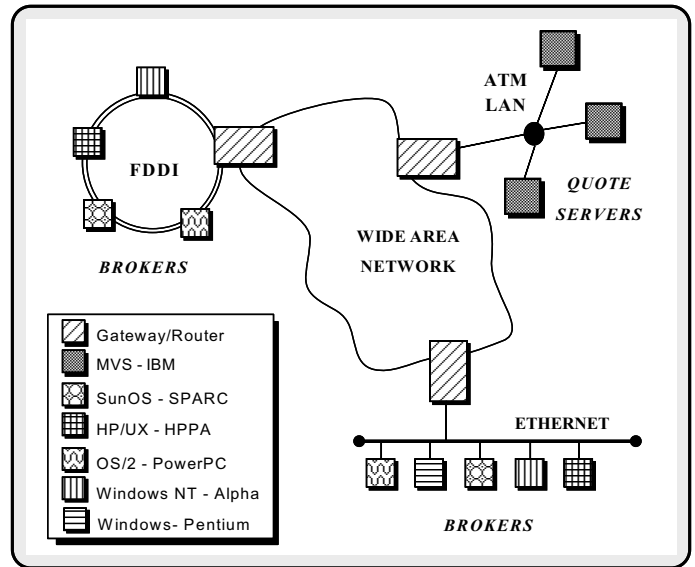 ATM
LAN
FDDI
QUOTE
SERVERS
WIDE AREA
NETWORK
BROKERS
Gateway/Router
MVS - IBM
SunOS - SPARC
HP/UX - HPPA
OS/2 - PowerPC
Windows NT - Alpha
Windows- Pentium
ETHERNET
BROKERS